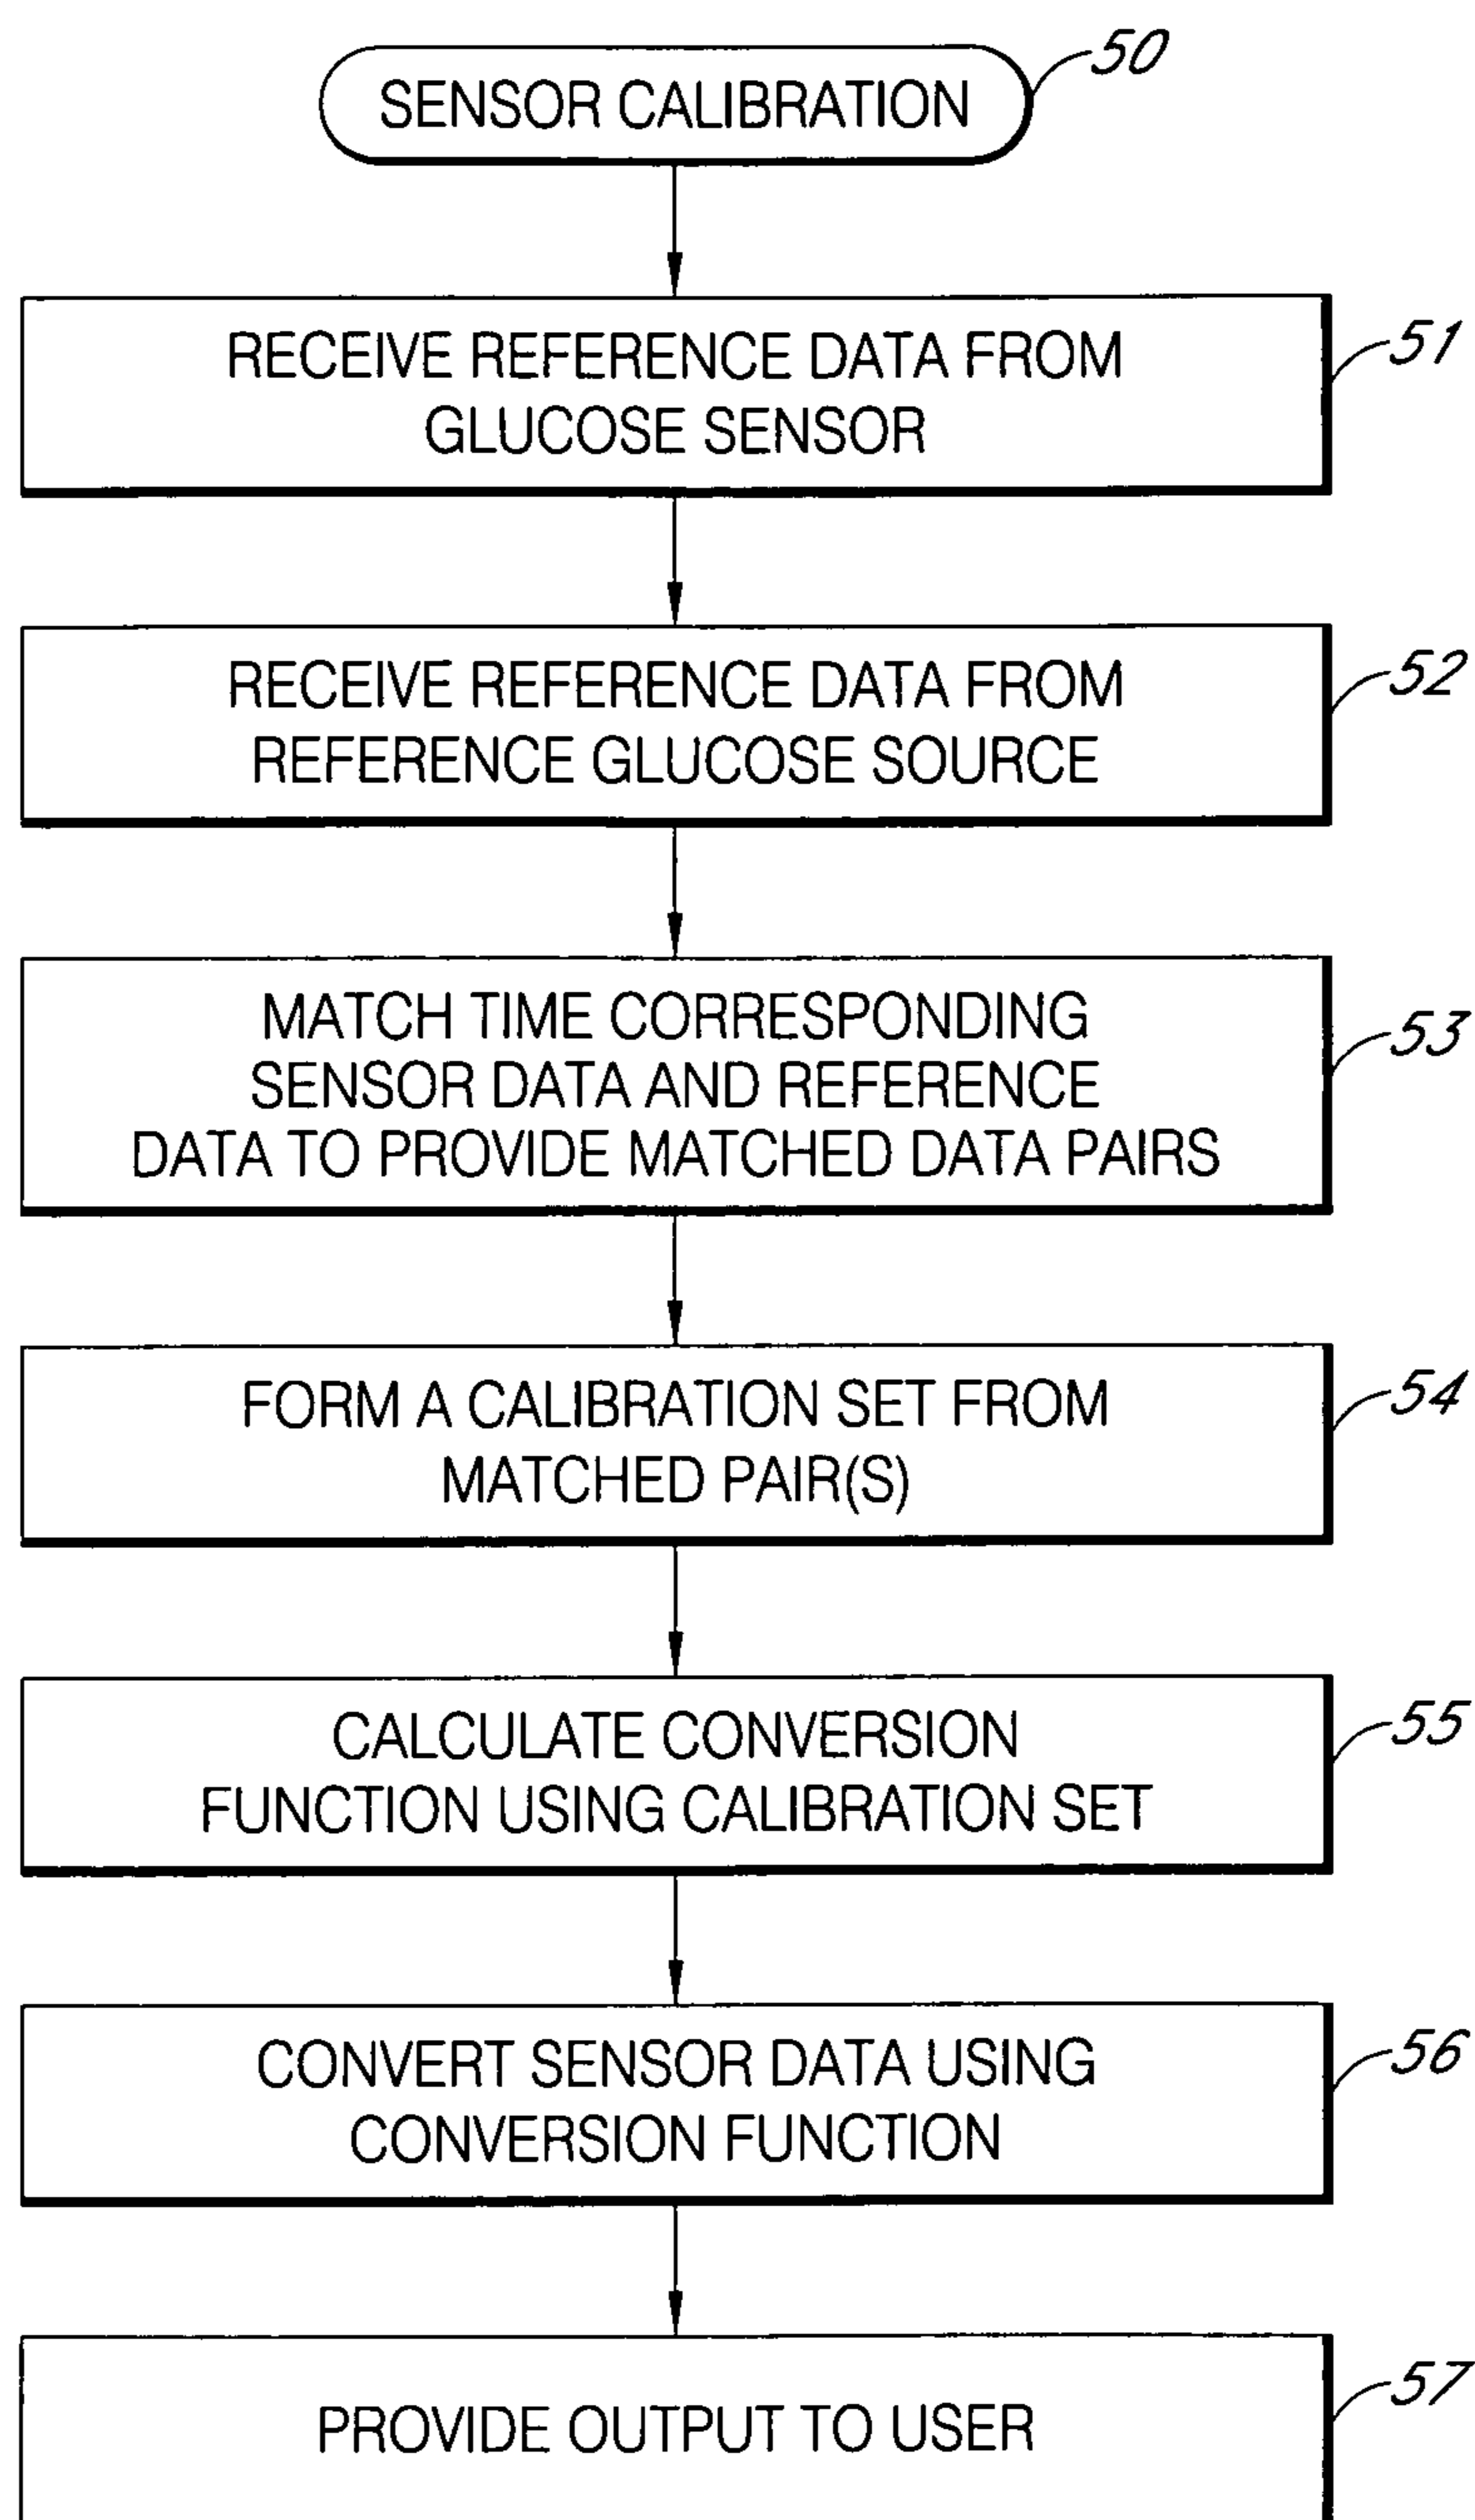 50
SENSOR CALIBRATION
RECEIVE REFERENCE DATA FROM
GLUCOSE SENSOR
51
RECEIVE REFERENCE DATA FROM
REFERENCE GLUCOSE SOURCE
52
MATCH TIME CORRESPONDING
SENSOR DATA AND REFERENCE
DATA TO PROVIDE MATCHED DATA PAIRS
53
FORM A CALIBRATION SET FROM
MATCHED PAIR(S)
54
CALCULATE CONVERSION
FUNCTION USING CALIBRATION SET
55
CONVERT SENSOR DATA USING
CONVERSION FUNCTION
56
PROVIDE OUTPUT TO USER
57